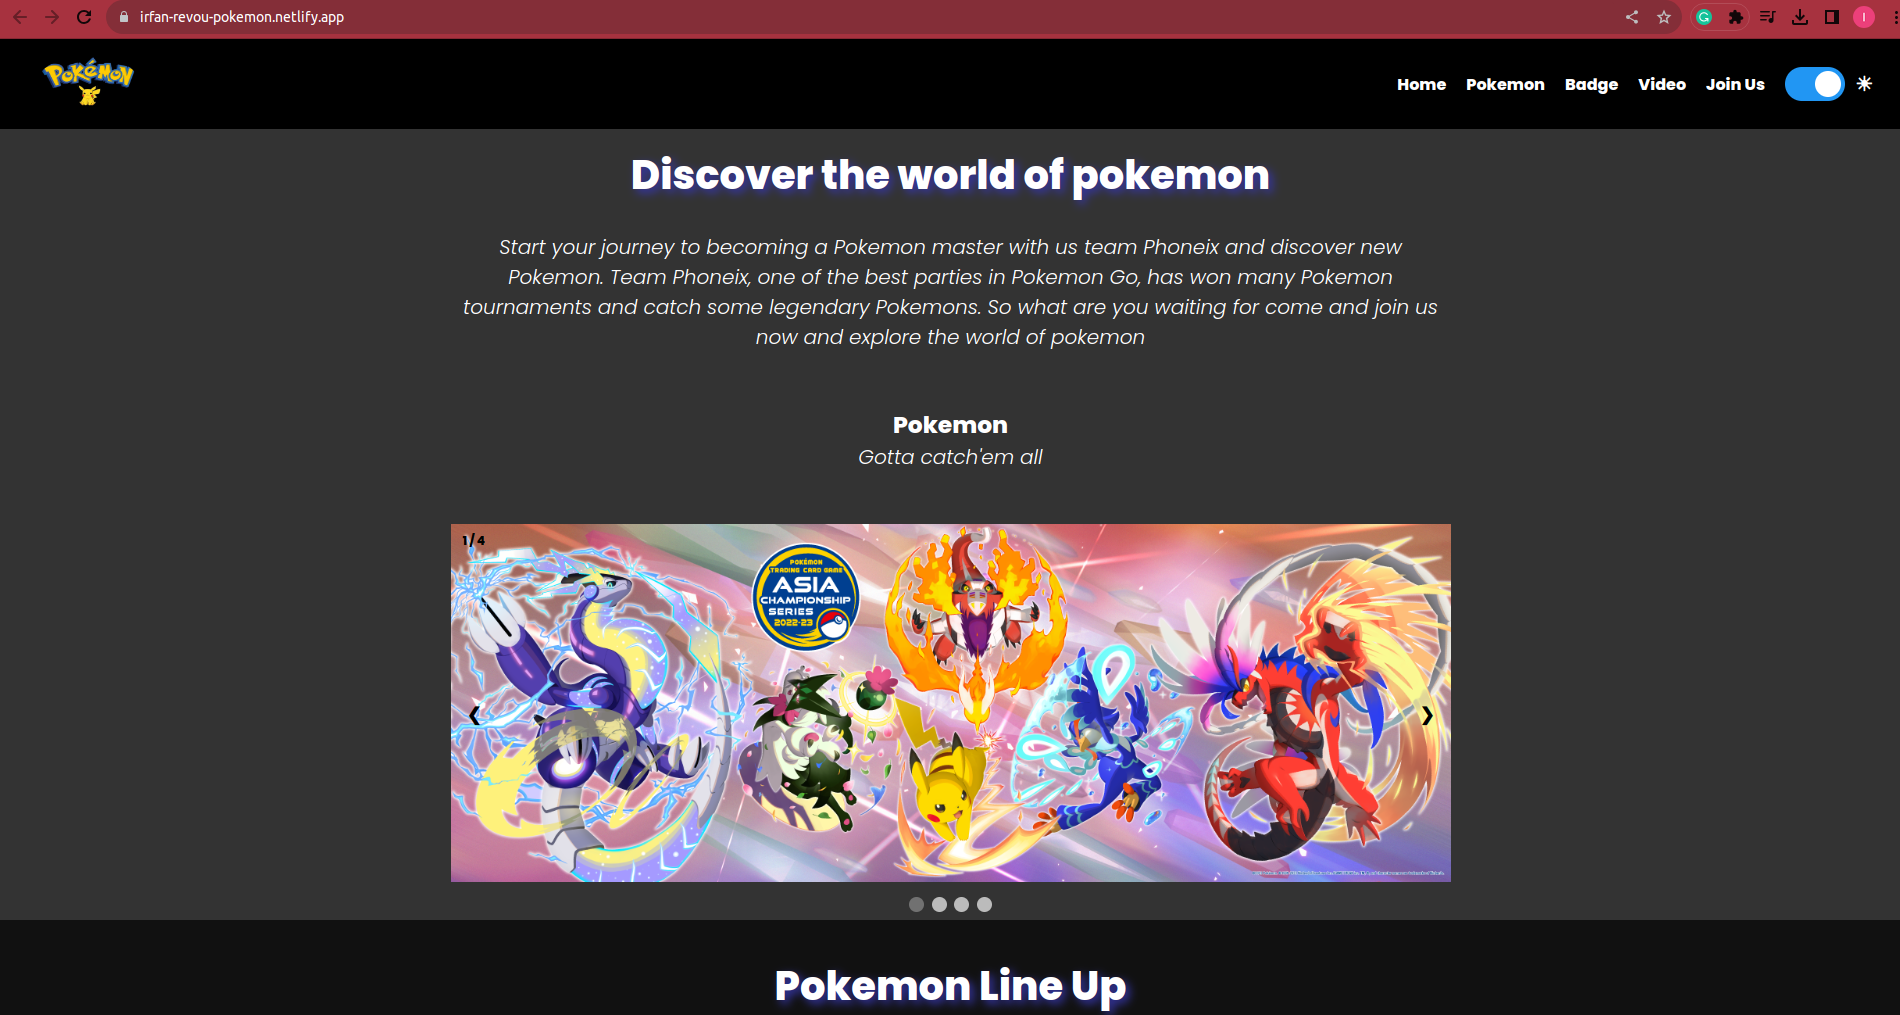 irfan-revou-pokemon.netlify.app
POKéMON
Home Pokemon Badge Video Join Us
Discover the world of pokemon
Start your journey to becoming a Pokemon master with us team Phoneix and discover new
Pokemon. Team Phoneix, one of the best parties in Pokemon Go, has won many Pokemon
tournaments and catch some legendary Pokemons. So what are you waiting for come and join us
now and explore the world of pokemon
Pokemon
Gotta catch'em all
1 / 4
POKÉMON
TRADING CARD GAME
ASIA
CHAMPIONSHIP
SERIES
2022-23
Pokemon Line Up